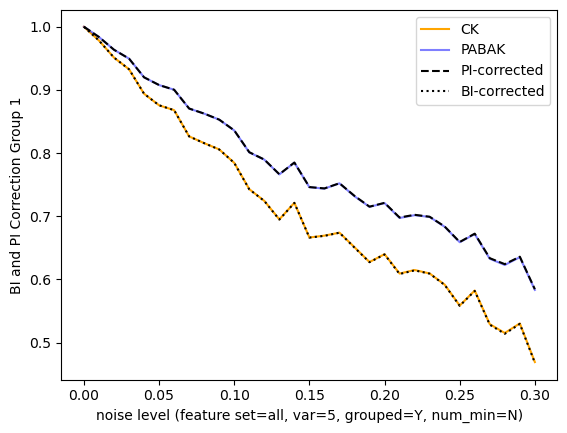 1.0
0.9
0.8
0.7
0.6
0.5
BI and PI Correction Group 1
CK
PABAK
PI-corrected
BI-corrected
0.00 0.05 0.10 0.15 0.20 0.25 0.30
noise level (feature set=all, var=5, grouped=Y, num_min=N)